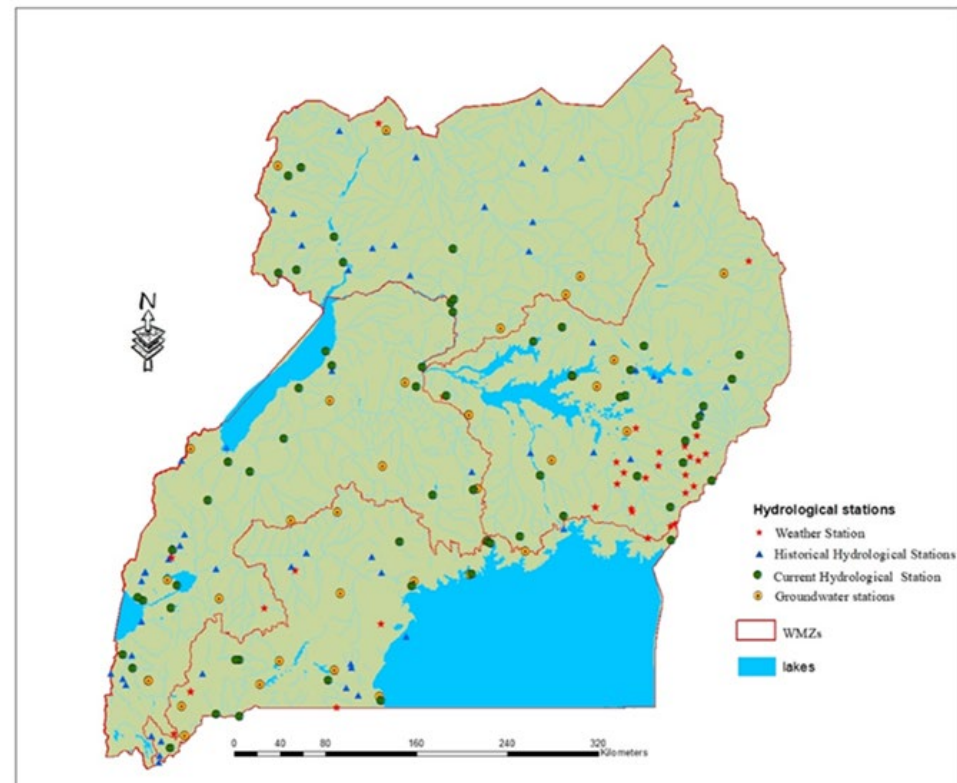 N
Hydrological stations
Weather Station
Historical Hydrological Stations
Current Hydrological Station
Groundwater stations
WMZs
lakes
0 40 80 160 240 320
Kilometers